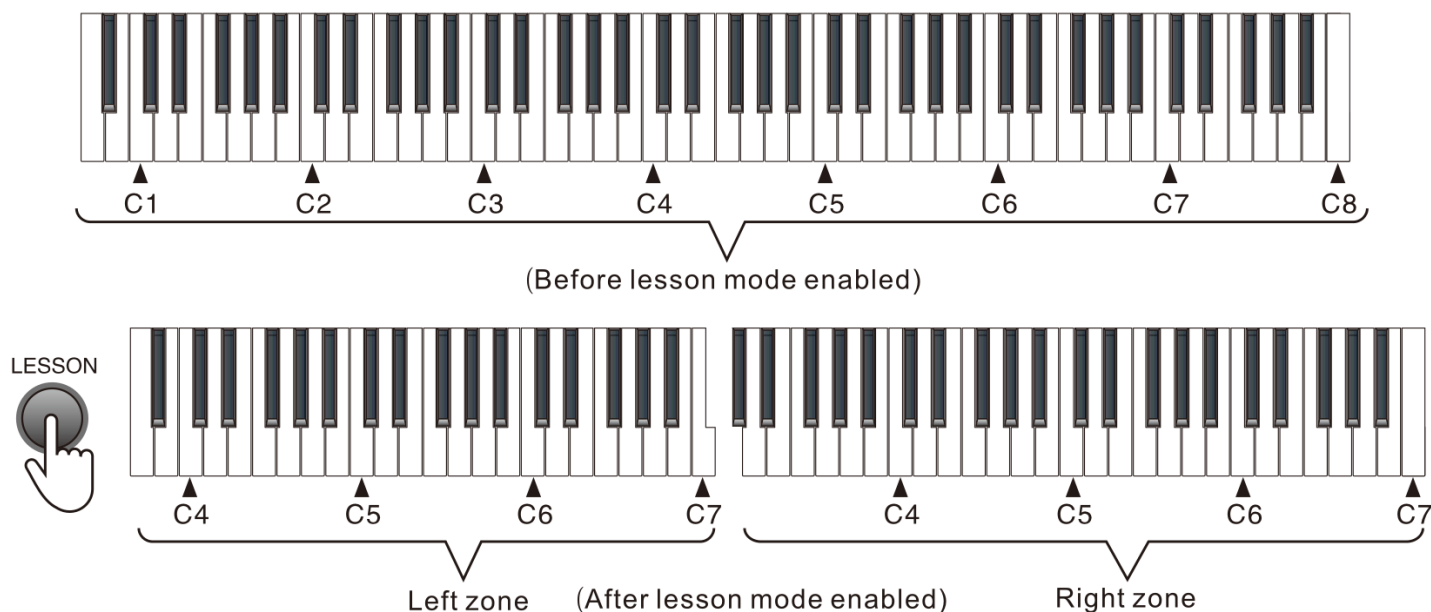 C1 C2 C3 C4 C5 C6 C7 C8
(Before lesson mode enabled)
LESSON
C4 C5 C6 C7 C4 C5 C6 C7
Left zone (After lesson mode enabled) Right zone